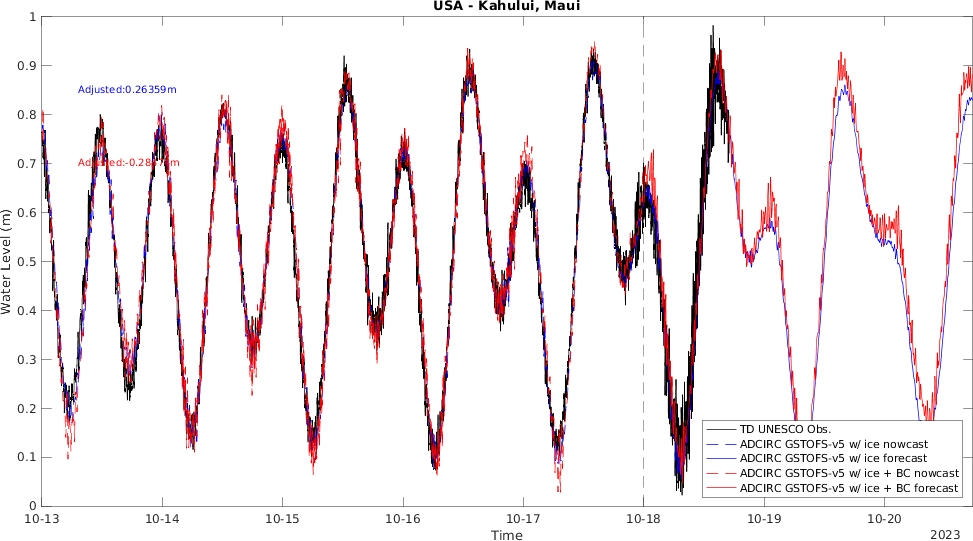 USA - Kahului, Maui
1
0.9
0.8
0.7
0.6
0.5
0.4
0.3
0.2
0.1
0
Water Level (m)
Adjusted:0.26359m
TD UNESCO Obs.
ADCIRC GSTOFS-v5 w/ ice nowcast
ADCIRC GSTOFS-v5 w/ ice forecast
ADCIRC GSTOFS-v5 w/ ice + BC nowcast
ADCIRC GSTOFS-v5 w/ ice + BC forecast
10-13 10-14 10-15 10-16 10-17 10-18 10-19 10-20
Time
2023